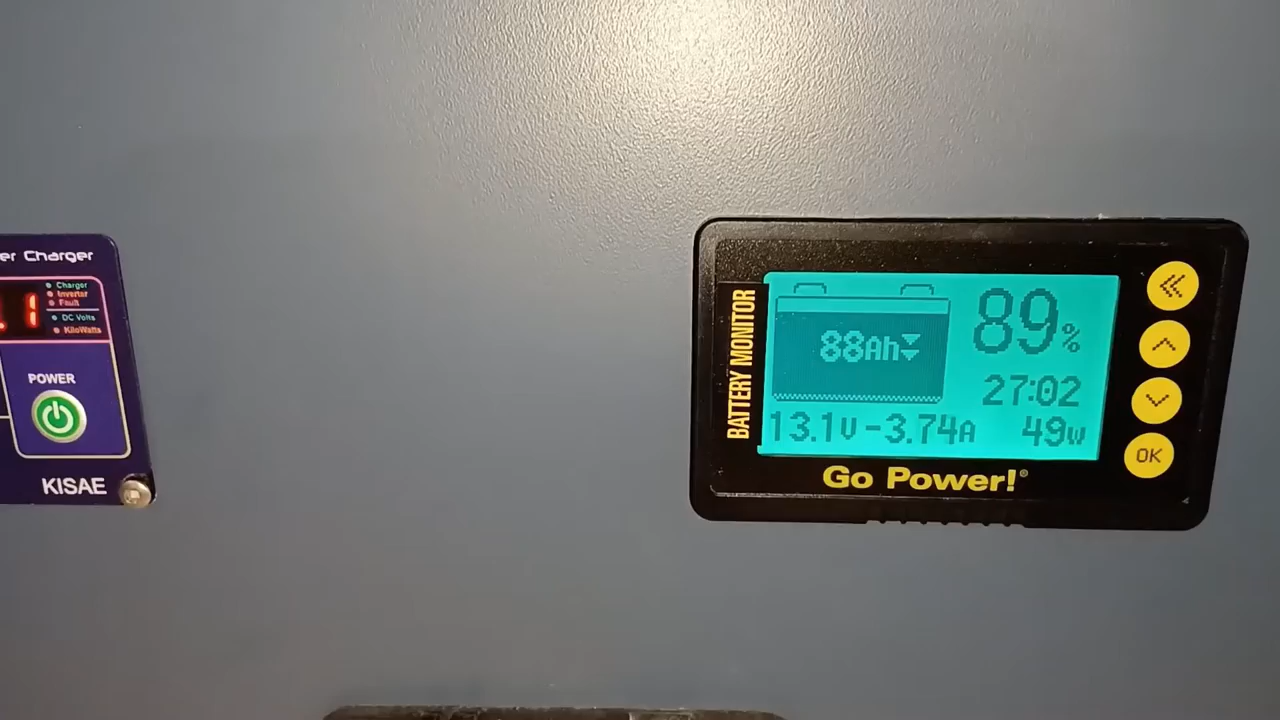 er Charger
.1
Charger
Inverter
Fault
DC Volts
KiloWatts
POWER
KISAE
BATTERY MONITOR
88Ah
89%
27:02
13.1V -3.74A 49W
Go Power!®
OK